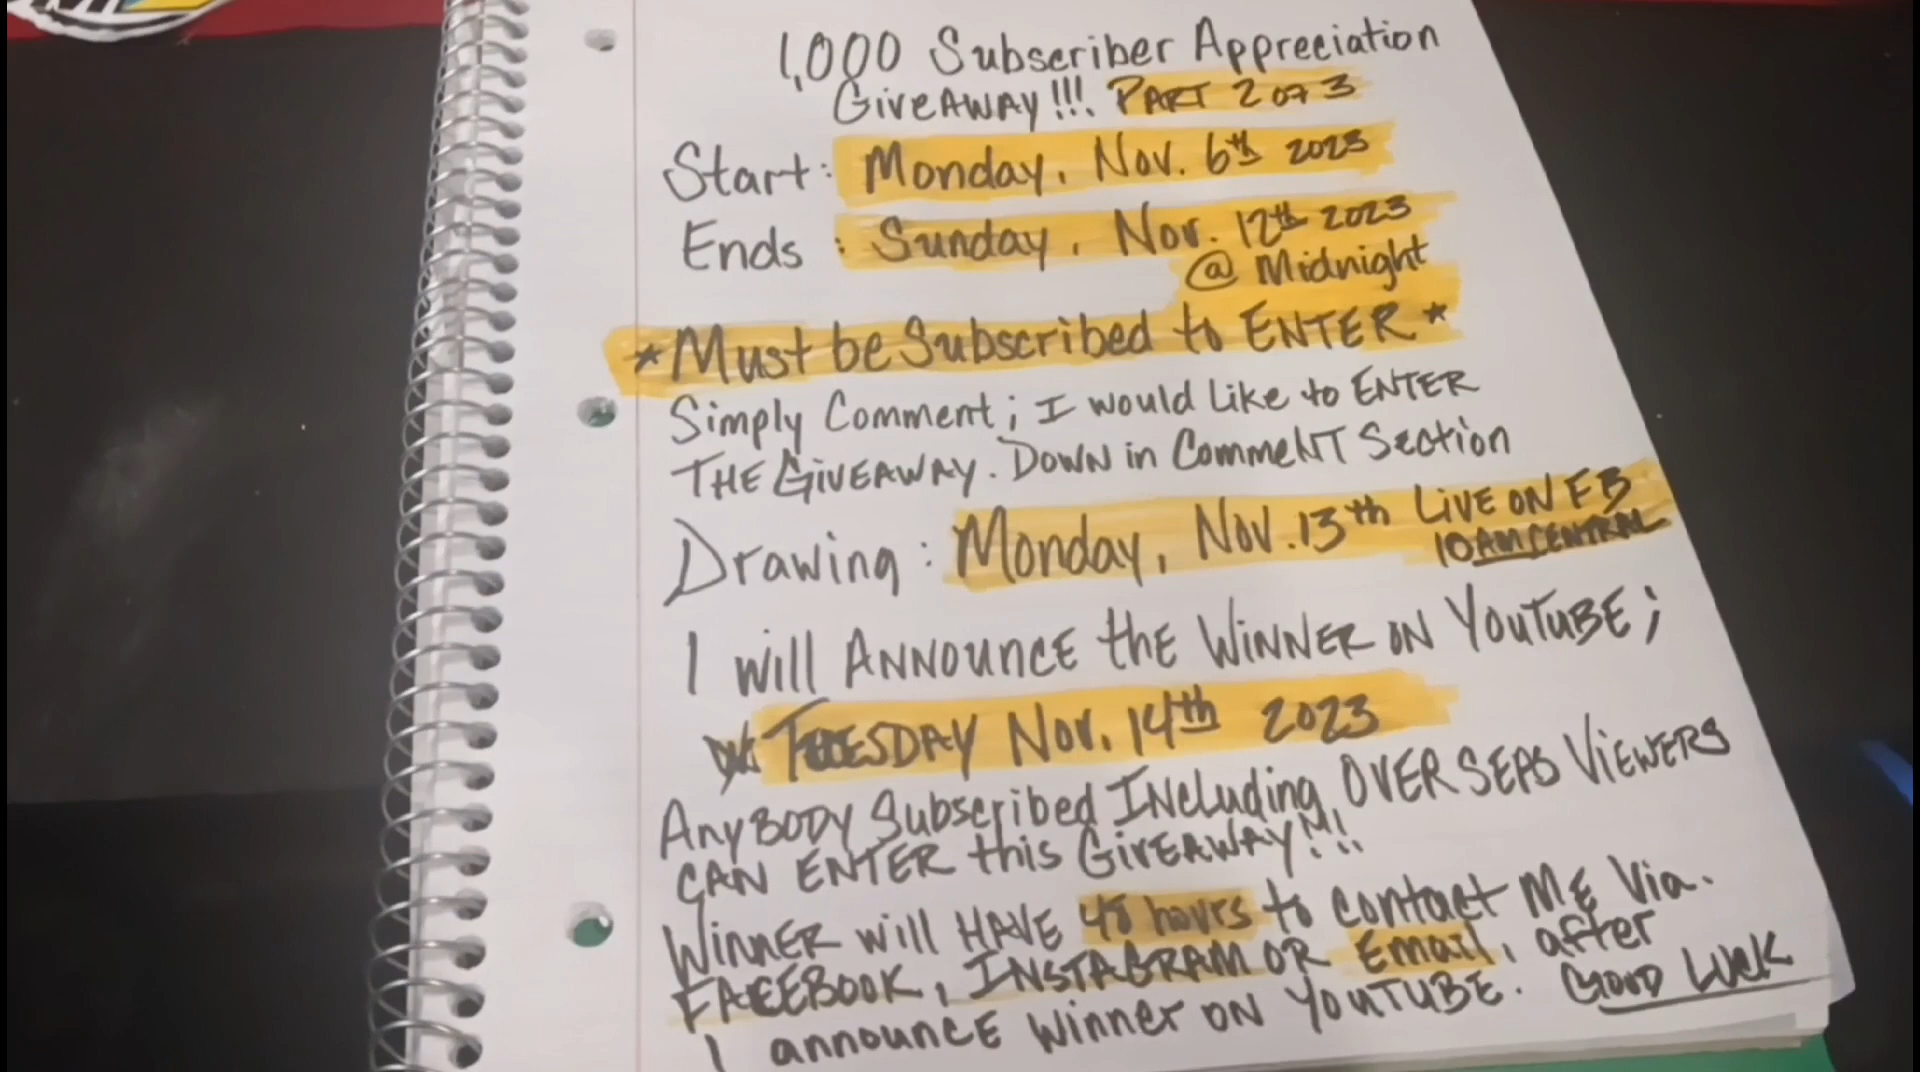 1,000 Subscriber Appreciation
GiveAWAY!!! PART 2 OF 3
Start: Monday, Nov. 6th 2023
Ends : Sunday, Nov. 12th 2023
@ Midnight
*Must be Subscribed to ENTER*
Simply Comment; I would Like to ENTER
THE GIVEAWAY. DOWN in CommeNT Section
Drawing: Monday, Nov. 13th LIVE ON FB
10AM CENTRAL
I will ANNOUNCE the WINNER ON YouTUBE;
TUESDAY Nov. 14th 2023
AnyBODY Subscribed INcLuding OVERSEAS VIEWERS
CAN ENTER this GIVEAWAY!!!
WINNER will HAVE 48 hours to contact ME Via.
FACEBOOK, INSTAGRAM OR Email, after
I announce Winner ON YOUTUBE. GOOD LUCK